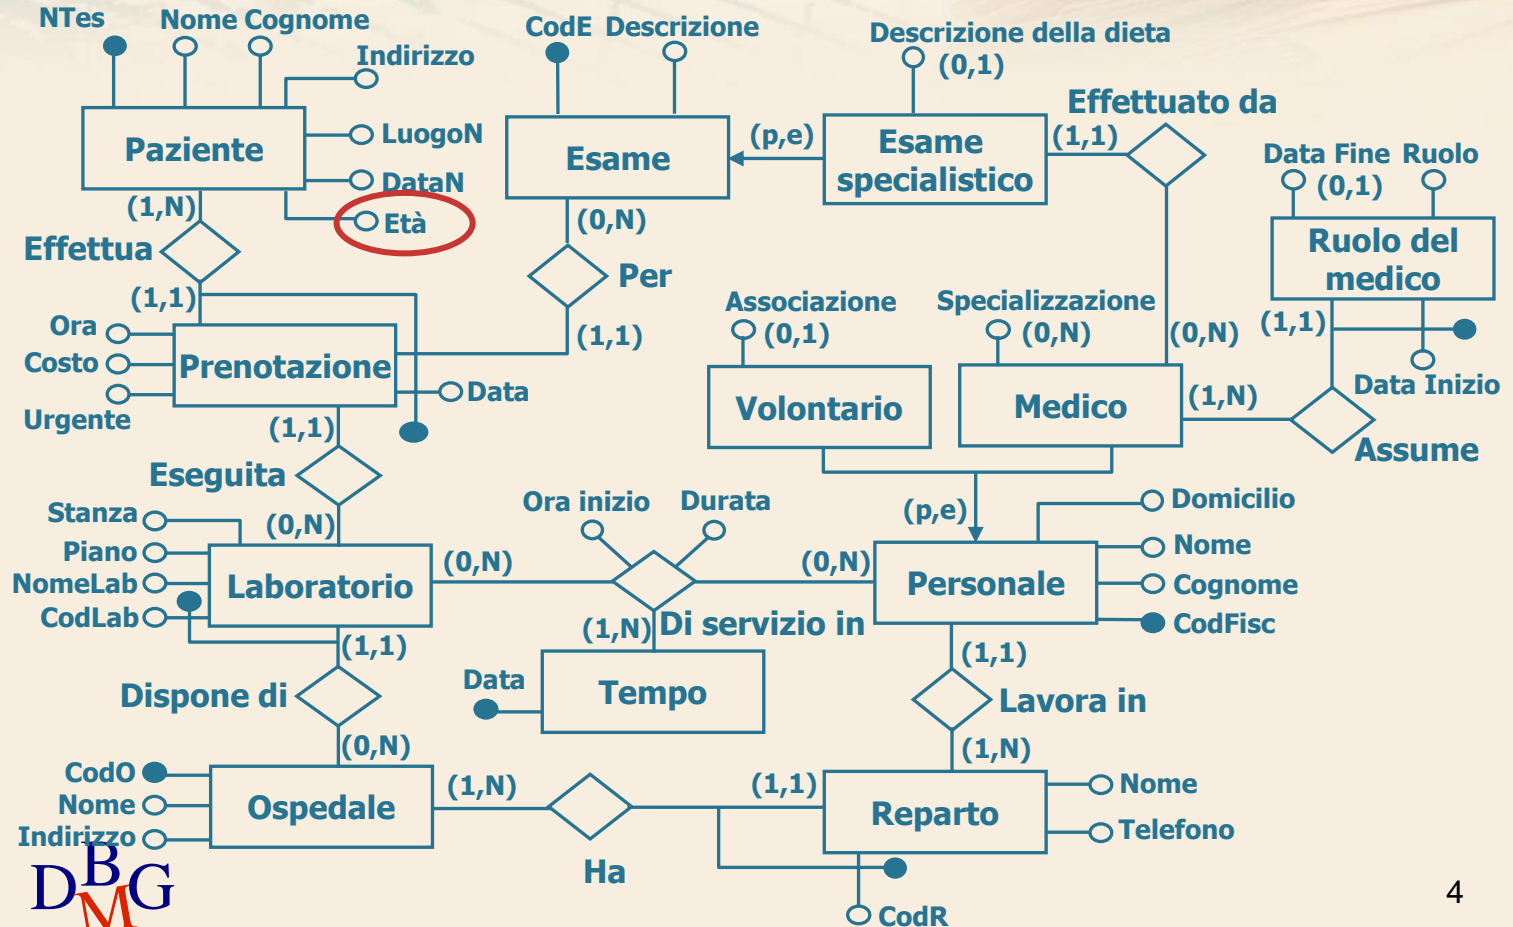 NTes
Nome Cognome
Indirizzo
Paziente
LuogoN
DataN
Età
(1,N)
Effettua
(1,1)
CodE Descrizione
Esame
(0,N)
Per
(1,1)
(p,e)
Descrizione della dieta
(0,1)
Esame
specialistico
(1,1)
Effettuato da
(0,N)
Data Fine Ruolo
(0,1)
Ruolo del
medico
(1,1)
Data Inizio
(1,N)
Assume
Ora
Costo
Urgente
Prenotazione
Data
(1,1)
Eseguita
(0,N)
Associazione
(0,1)
Volontario
Specializzazione
(0,N)
Medico
(p,e)
Stanza
Piano
NomeLab
CodLab
Laboratorio
(0,N)
Ora inizio Durata
(0,N)
Di servizio in
(1,N)
Data
Tempo
Personale
Domicilio
Nome
Cognome
CodFisc
(1,1)
Lavora in
(1,N)
(1,1)
Dispone di
(0,N)
CodO
Nome
Indirizzo
Ospedale
(1,N)
Ha
(1,1)
Reparto
Nome
Telefono
CodR
DBMG
4